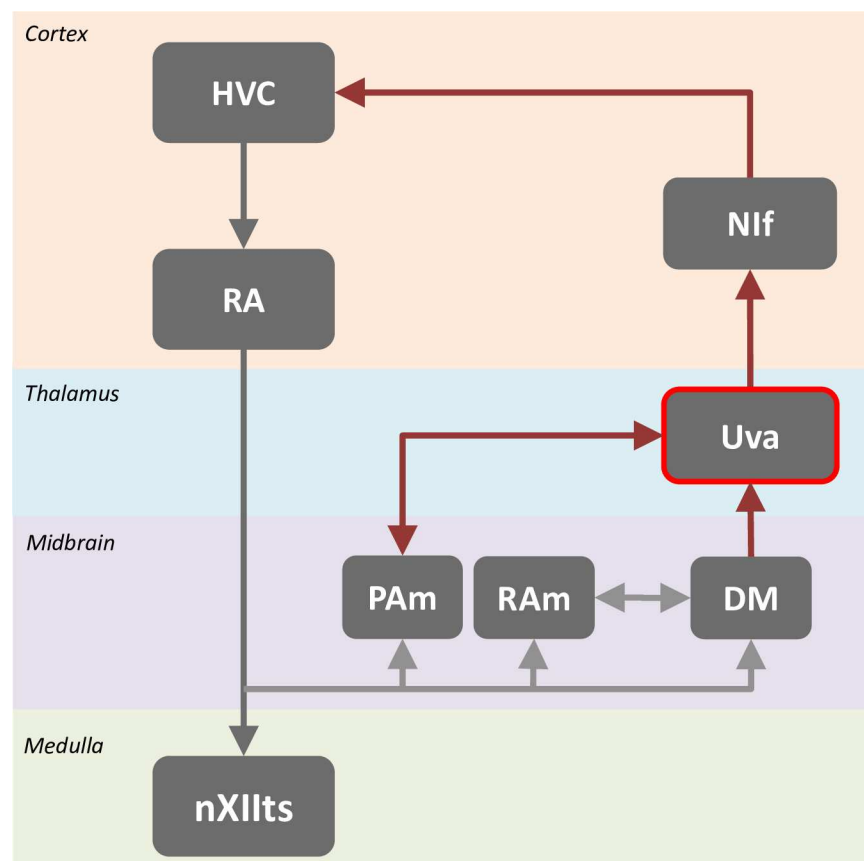 Cortex
HVC
NIf
RA
Thalamus
Uva
Midbrain
PAm
RAm
DM
Medulla
nXIIts